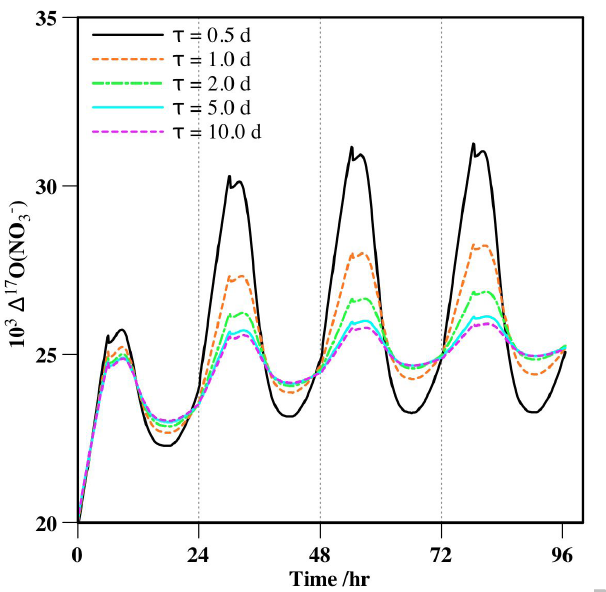 35
τ = 0.5 d
τ = 1.0 d
τ = 2.0 d
τ = 5.0 d
τ = 10.0 d
30
10³ Δ¹⁷O(NO₃⁻)
25
20
0 24 48 72 96
Time /hr